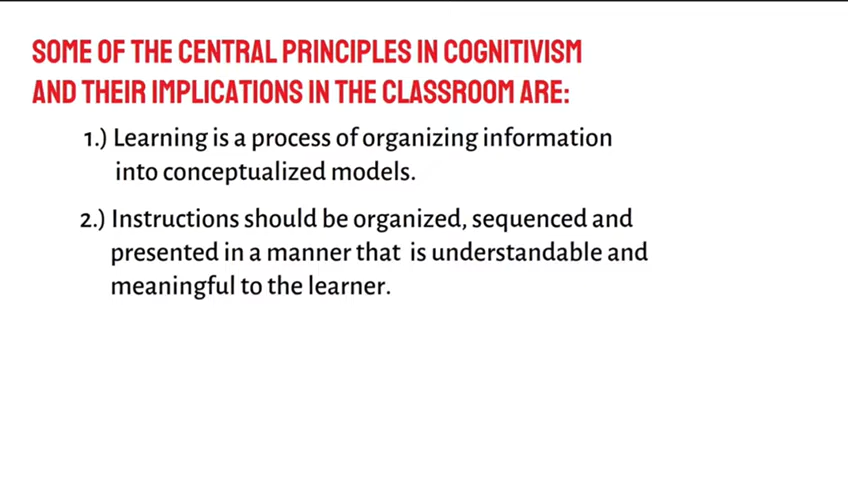 SOME OF THE CENTRAL PRINCIPLES IN COGNITIVISM
AND THEIR IMPLICATIONS IN THE CLASSROOM ARE:
1.) Learning is a process of organizing information
into conceptualized models.
2.) Instructions should be organized, sequenced and
presented in a manner that is understandable and
meaningful to the learner.